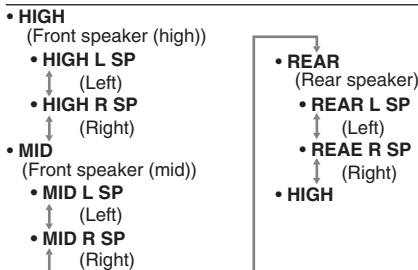 • HIGH
(Front speaker (high))
• HIGH L SP
(Left)
• HIGH R SP
(Right)
• MID
(Front speaker (mid))
• MID L SP
(Left)
• MID R SP
(Right)
• REAR
(Rear speaker)
• REAR L SP
(Left)
• REAE R SP
(Right)
• HIGH